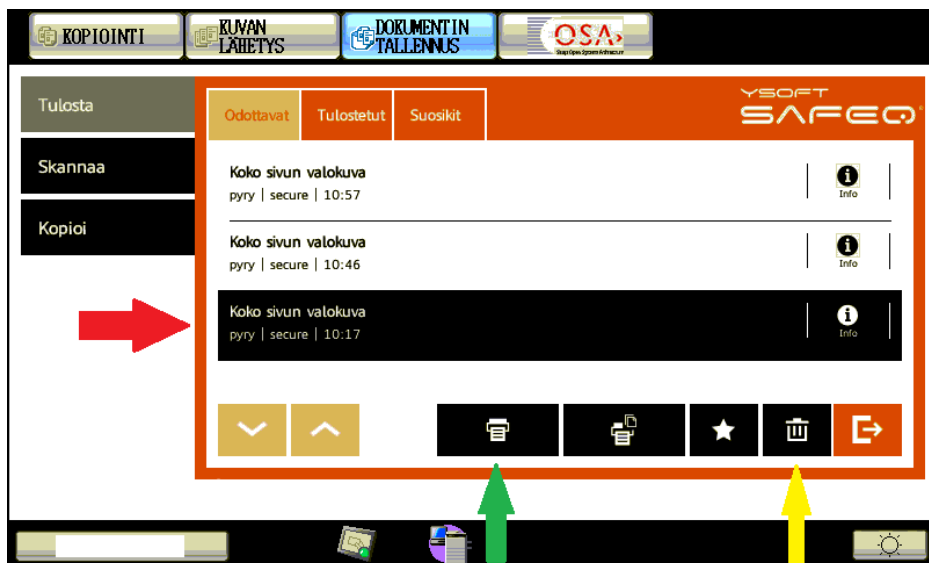 KOPIOINTI
KUVAN
LÄHETYS
DOKUMENTIN
TALLENNUS
OSA
Tulosta
Skannaa
Kopioi
Odottavat
Tulostetut
Suosikit
YSOFT
SAFEQ
Koko sivun valokuva
pyry | secure | 10:57
Info
Koko sivun valokuva
pyry | secure | 10:46
Info
Koko sivun valokuva
pyry | secure | 10:17
Info